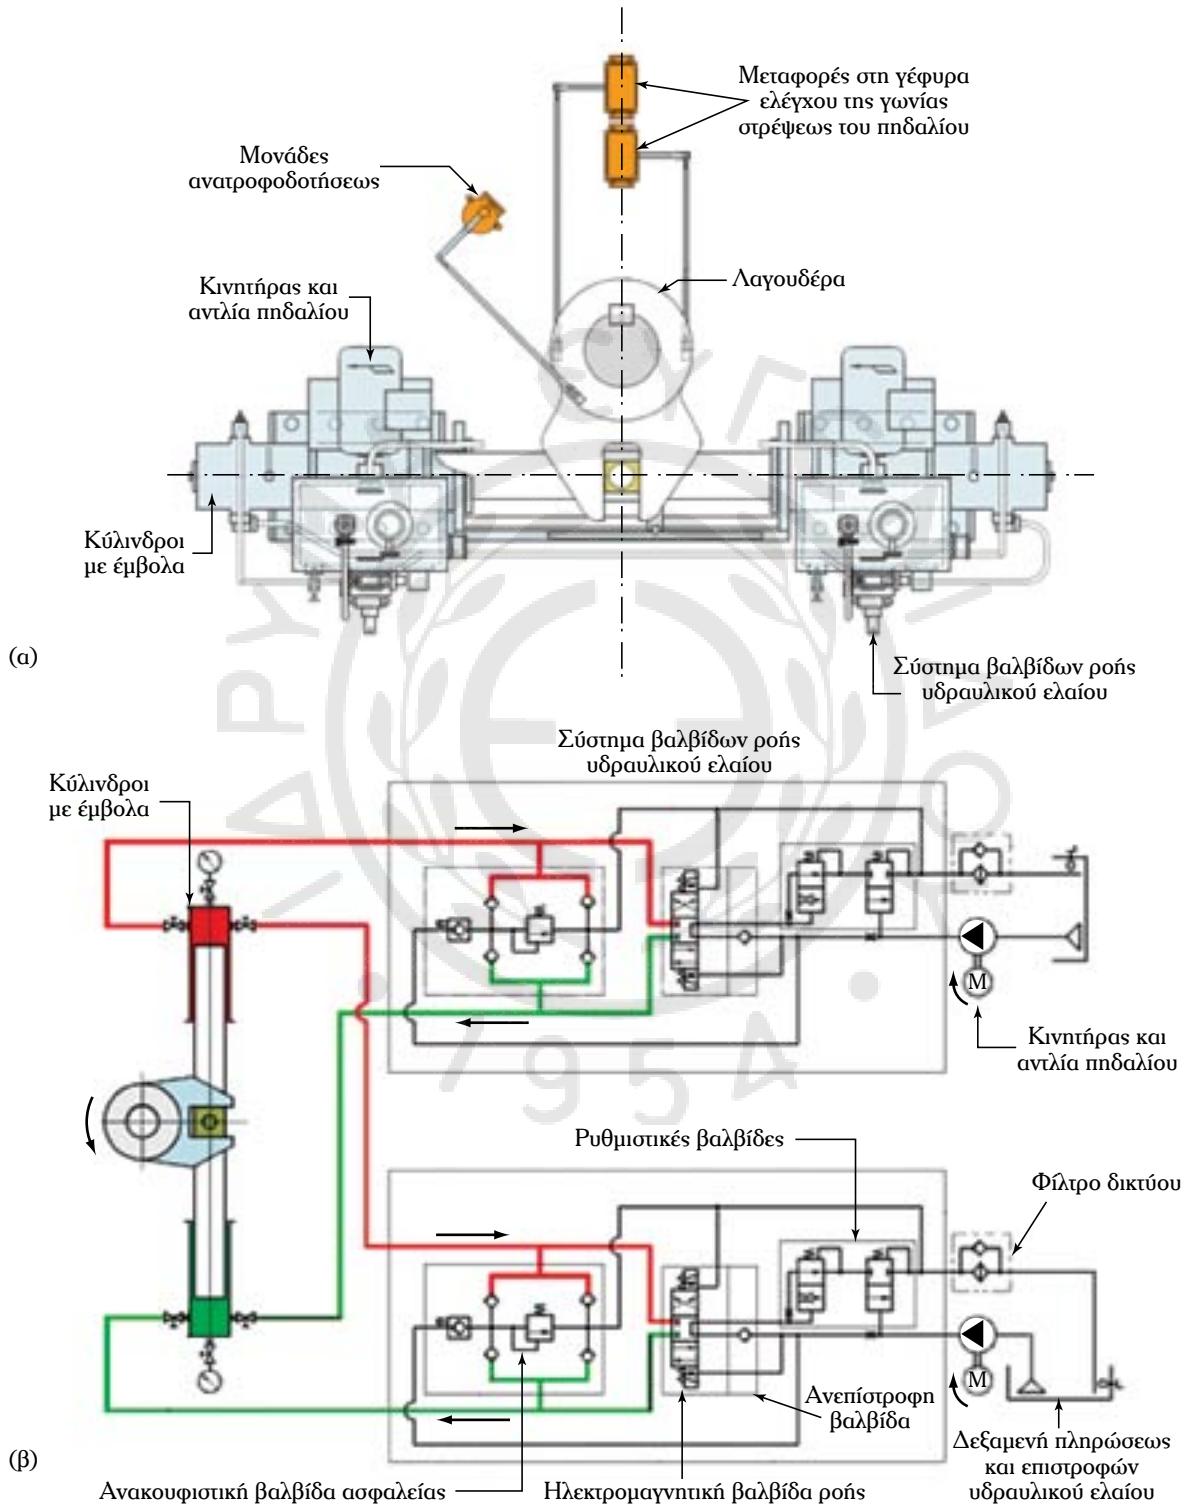 Μεταφορές στη γέφυρα
ελέγχου της γωνίας
στρέψεως του πηδαλίου
Μονάδες
ανατροφοδοτήσεως
Κινητήρας και
αντλία πηδαλίου
Λαγουδέρα
Κύλινδροι
με έμβολα
(α)
Σύστημα βαλβίδων ροής
υδραυλικού ελαίου
Σύστημα βαλβίδων ροής
υδραυλικού ελαίου
Κύλινδροι
με έμβολα
M
Κινητήρας και
αντλία πηδαλίου
Ρυθμιστικές βαλβίδες
Φίλτρο δικτύου
M
Ανεπίστροφη
βαλβίδα
Δεξαμενή πληρώσεως
και επιστροφών
υδραυλικού ελαίου
(β)
Ανακουφιστική βαλβίδα ασφαλείας
Ηλεκτρομαγνητική βαλβίδα ροής
1954